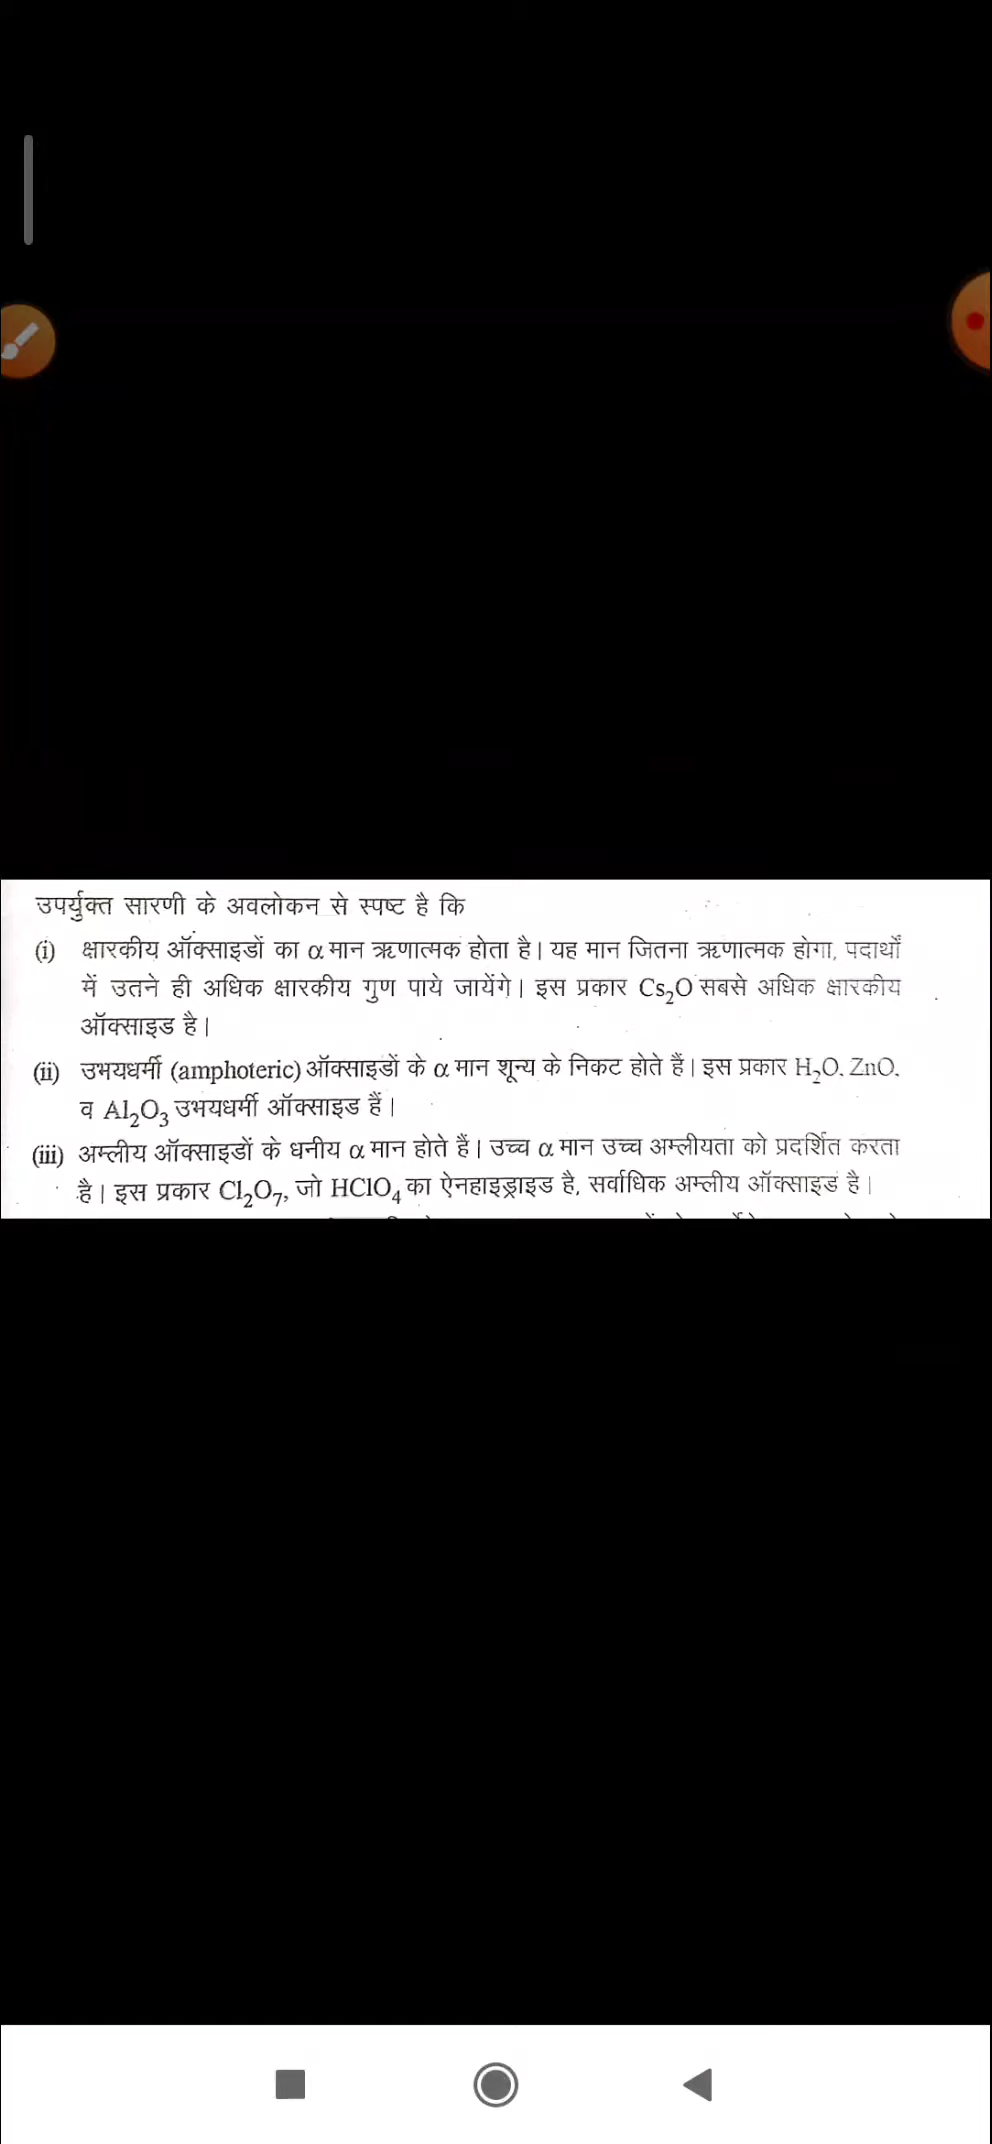 उपर्युक्त सारणी के अवलोकन से स्पष्ट है कि
(i) क्षारकीय ऑक्साइडों का α मान ऋणात्मक होता है। यह मान जितना ऋणात्मक होगा, पदार्थों
में उतने ही अधिक क्षारकीय गुण पाये जायेंगे। इस प्रकार Cs₂O सबसे अधिक क्षारकीय
ऑक्साइड है।
(ii) उभयधर्मी (amphoteric) ऑक्साइडों के α मान शून्य के निकट होते हैं। इस प्रकार H₂O, ZnO,
व Al₂O₃ उभयधर्मी ऑक्साइड हैं।
(iii) अम्लीय ऑक्साइडों के धनीय α मान होते हैं। उच्च α मान उच्च अम्लीयता को प्रदर्शित करता
है। इस प्रकार Cl₂O₇, जो HClO₄ का ऐनहाइड्राइड है, सर्वाधिक अम्लीय ऑक्साइड है।